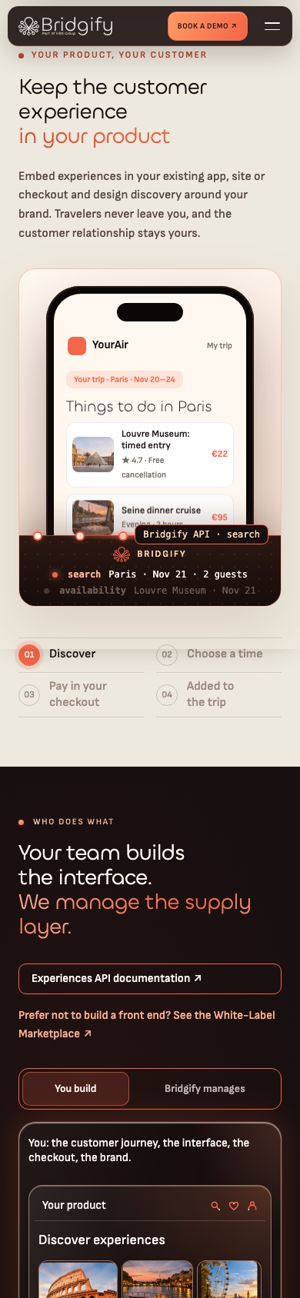 Bridgify
BOOK A DEMO ↗
YOUR PRODUCT, YOUR CUSTOMER
Keep the customer
experience
in your product
Embed experiences in your existing app, site or
checkout and design discovery around your
brand. Travelers never leave you, and the
customer relationship stays yours.
YourAir
My trip
Your trip · Paris · Nov 20—24
Things to do in Paris
Louvre Museum:
timed entry
★ 4.7 · Free
cancellation
€22
Seine dinner cruise
Evening · 2 hours
€95
Bridgify API · search
BRIDGIFY
search Paris · Nov 21 · 2 guests
availability Louvre Museum · Nov 21
01 Discover
02 Choose a time
03 Pay in your
checkout
04 Added to
the trip
WHO DOES WHAT
Your team builds
the interface.
We manage the supply
layer.
Experiences API documentation ↗
Prefer not to build a front end? See the White-Label
Marketplace ↗
You build
Bridgify manages
You: the customer journey, the interface, the
checkout, the brand.
Your product
Discover experiences